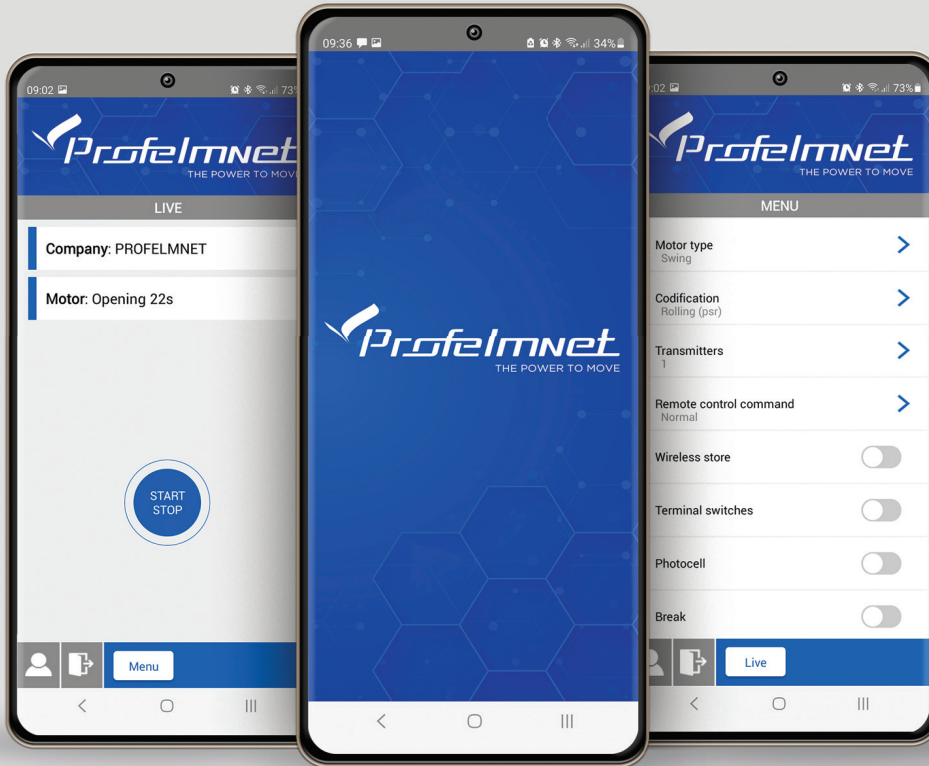 09:02
73%
Profelmnet
THE POWER TO MOVE
LIVE
Company: PROFELMNET
Motor: Opening 22s
START
STOP
Menu
09:36
34%
Profelmnet
THE POWER TO MOVE
:02
73%
Profelmnet
THE POWER TO MOVE
MENU
Motor type
Swing
Codification
Rolling (psr)
Transmitters
1
Remote control command
Normal
Wireless store
Terminal switches
Photocell
Break
Live